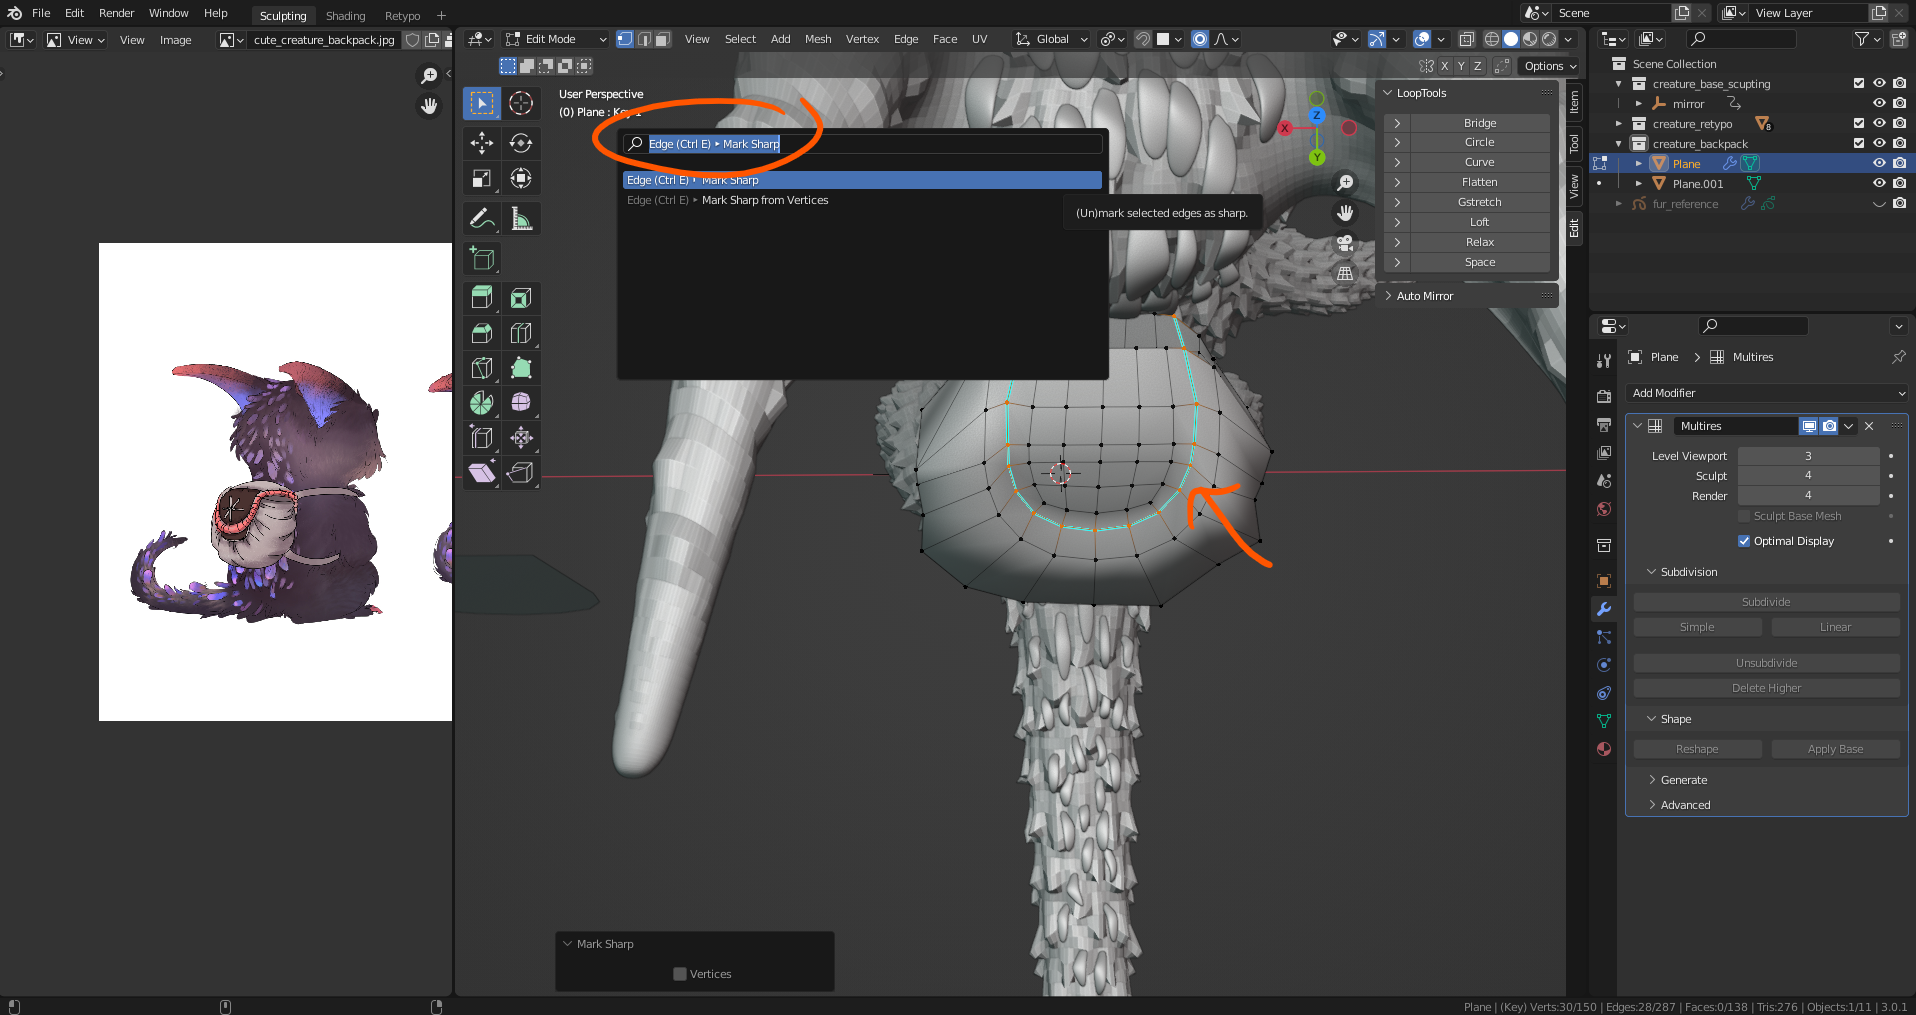 File Edit Render Window Help Sculpting Shading Retypo + Scene View Layer
View View Image cute_creature_backpack.jpg Edit Mode View Select Add Mesh Vertex Edge Face UV Global
X Y Z Options
User Perspective
(0) Plane : Key 1
Edge (Ctrl E) ▸ Mark Sharp
Edge (Ctrl E) ▸ Mark Sharp
Edge (Ctrl E) ▸ Mark Sharp from Vertices
(Un)mark selected edges as sharp.
X
Z
Y
LoopTools
Bridge
Circle
Curve
Flatten
Gstretch
Loft
Relax
Space
Auto Mirror
Item
Tool
View
Edit
Scene Collection
creature_base_scupting
mirror
creature_retypo 8
creature_backpack
Plane
Plane.001
fur_reference
Plane > Multires
Add Modifier
Multires
Level Viewport 3
Sculpt 4
Render 4
Sculpt Base Mesh
Optimal Display
Subdivision
Subdivide
Simple Linear
Unsubdivide
Delete Higher
Shape
Reshape Apply Base
Generate
Advanced
Mark Sharp
Vertices
Plane | (Key) Verts:30/150 | Edges:28/287 | Faces:0/138 | Tris:276 | Objects:1/11 | 3.0.1